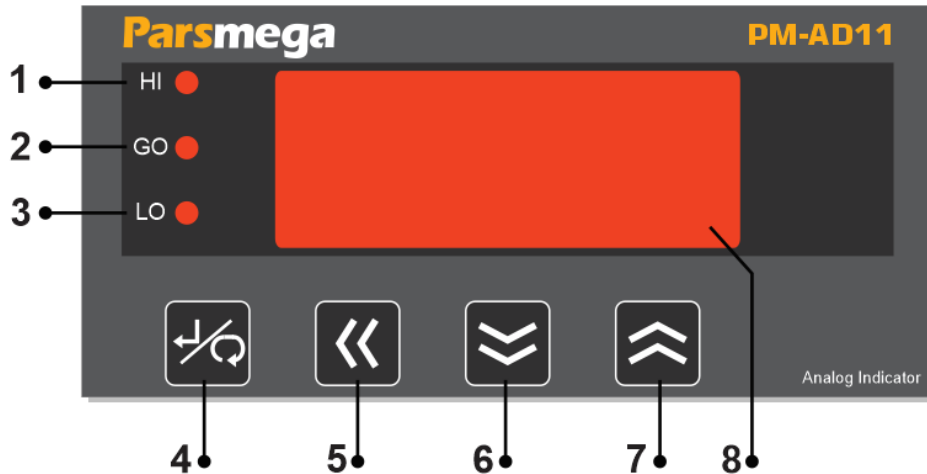 Parsmega PM-AD11
1 HI
2 GO
3 LO
Analog Indicator
4 5 6 7 8